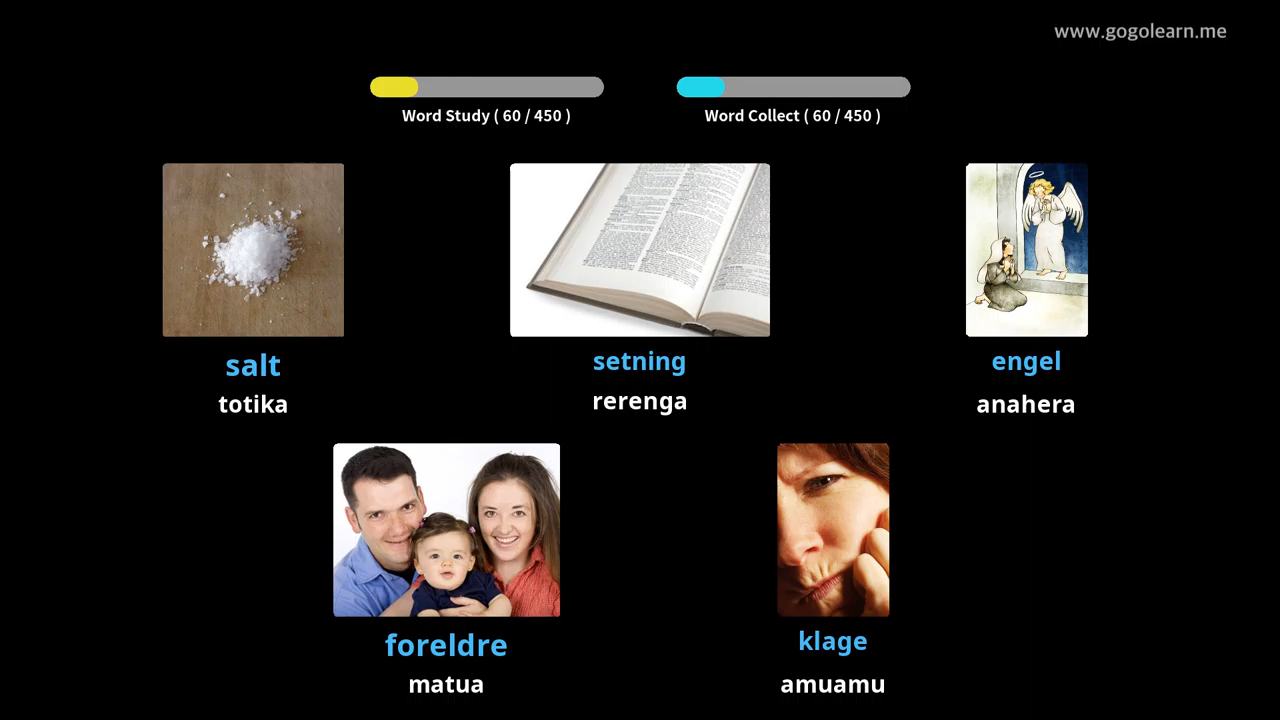 www.gogolearn.me
Word Study ( 60 / 450 )
Word Collect ( 60 / 450 )
salt
totika
setning
rerenga
engel
anahera
foreldre
matua
klage
amuamu